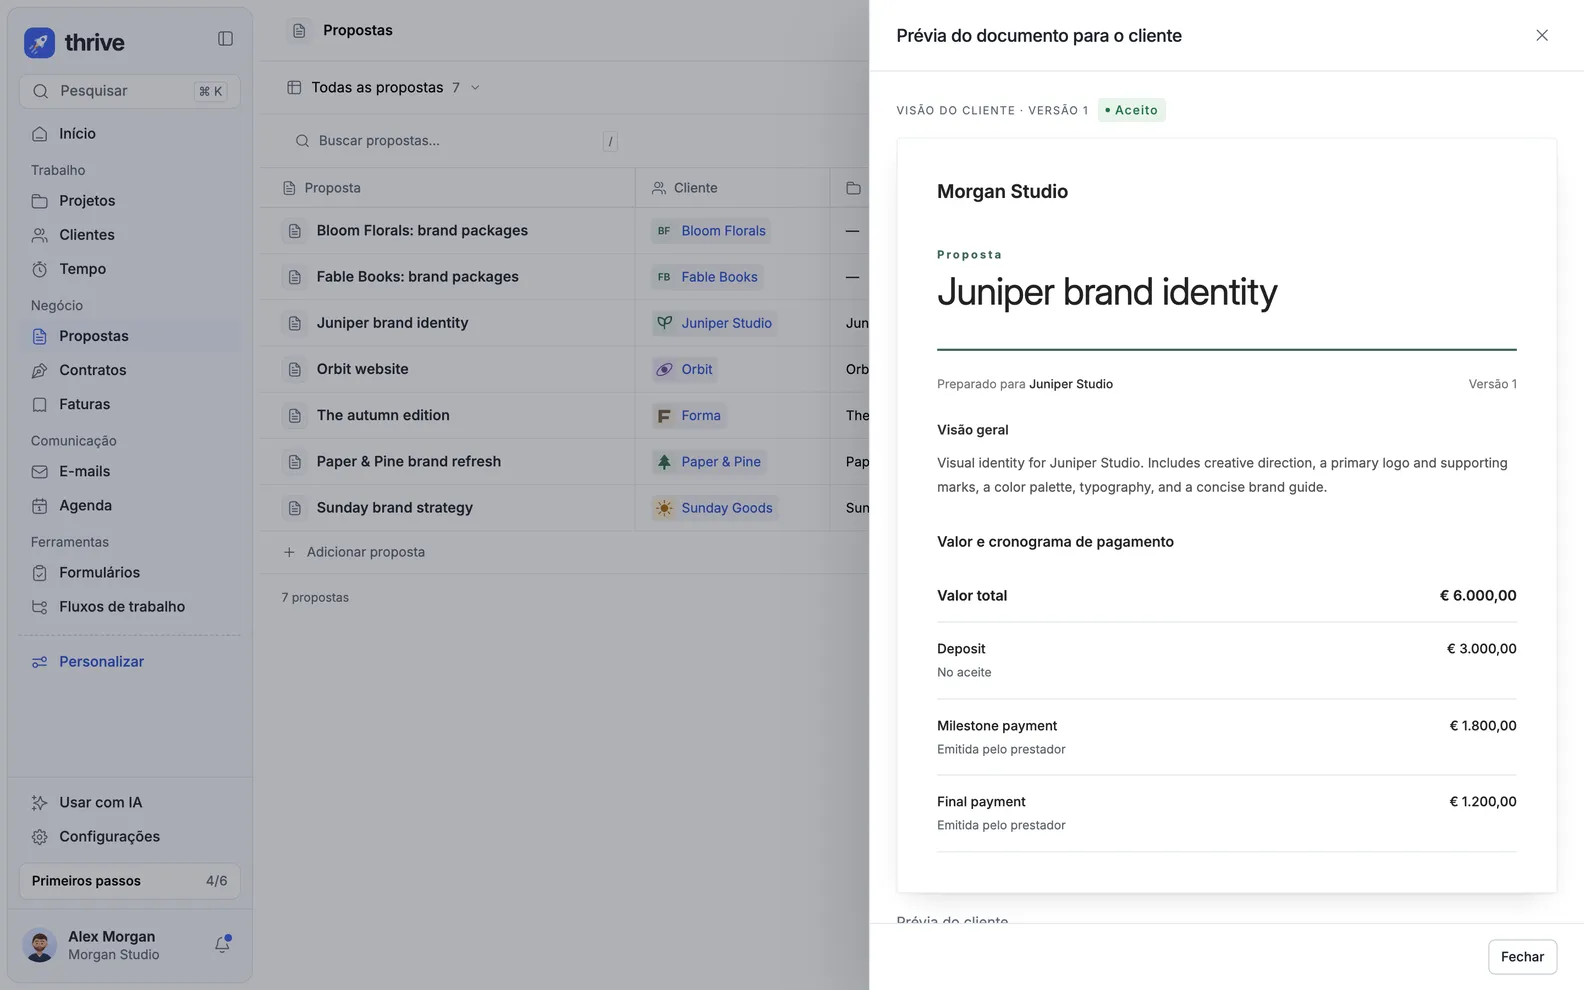 thrive
Pesquisar
⌘ K
Início
Trabalho
Projetos
Clientes
Tempo
Negócio
Propostas
Contratos
Faturas
Comunicação
E-mails
Agenda
Ferramentas
Formulários
Fluxos de trabalho
Personalizar
Usar com IA
Configurações
Primeiros passos 4/6
Alex Morgan
Morgan Studio
Propostas
Todas as propostas 7
Buscar propostas... /
Proposta Cliente
Bloom Florals: brand packages BF Bloom Florals —
Fable Books: brand packages FB Fable Books —
Juniper brand identity Juniper Studio Jun
Orbit website Orbit Orb
The autumn edition Forma The
Paper & Pine brand refresh Paper & Pine Pap
Sunday brand strategy Sunday Goods Sun
Adicionar proposta
7 propostas
Prévia do documento para o cliente
VISÃO DO CLIENTE · VERSÃO 1 • Aceito
Morgan Studio
Proposta
Juniper brand identity
Preparado para Juniper Studio Versão 1
Visão geral
Visual identity for Juniper Studio. Includes creative direction, a primary logo and supporting
marks, a color palette, typography, and a concise brand guide.
Valor e cronograma de pagamento
Valor total € 6.000,00
Deposit € 3.000,00
No aceite
Milestone payment € 1.800,00
Emitida pelo prestador
Final payment € 1.200,00
Emitida pelo prestador
Prévia do cliente
Fechar